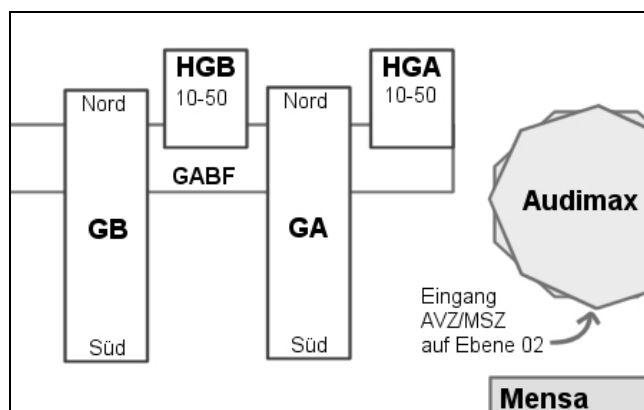 HGB
10-50
HGA
10-50
Nord
Nord
GABF
Audimax
GB
GA
Eingang
AVZ/MSZ
auf Ebene 02
Süd
Süd
Mensa